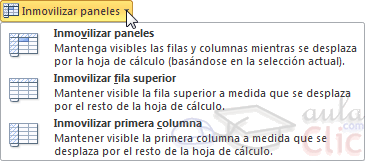 Inmovilizar paneles
Inmovilizar paneles
Mantenga visibles las filas y columnas mientras se desplaza
por la hoja de cálculo (basándose en la selección actual).
Inmovilizar fila superior
Mantener visible la fila superior a medida que se desplaza
por el resto de la hoja de cálculo.
Inmovilizar primera columna
Mantener visible la primera columna a medida que se
desplaza por el resto de la hoja de cálculo.
aula
.com
Clic